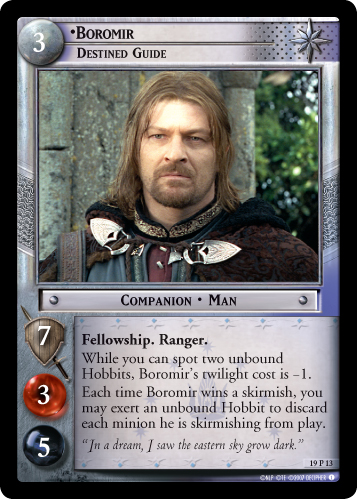 3
•Boromir
Destined Guide
Companion • Man
7
3
5
Fellowship. Ranger.
While you can spot two unbound
Hobbits, Boromir's twilight cost is –1.
Each time Boromir wins a skirmish, you
may exert an unbound Hobbit to discard
each minion he is skirmishing from play.
"In a dream, I saw the eastern sky grow dark."
19 P 13